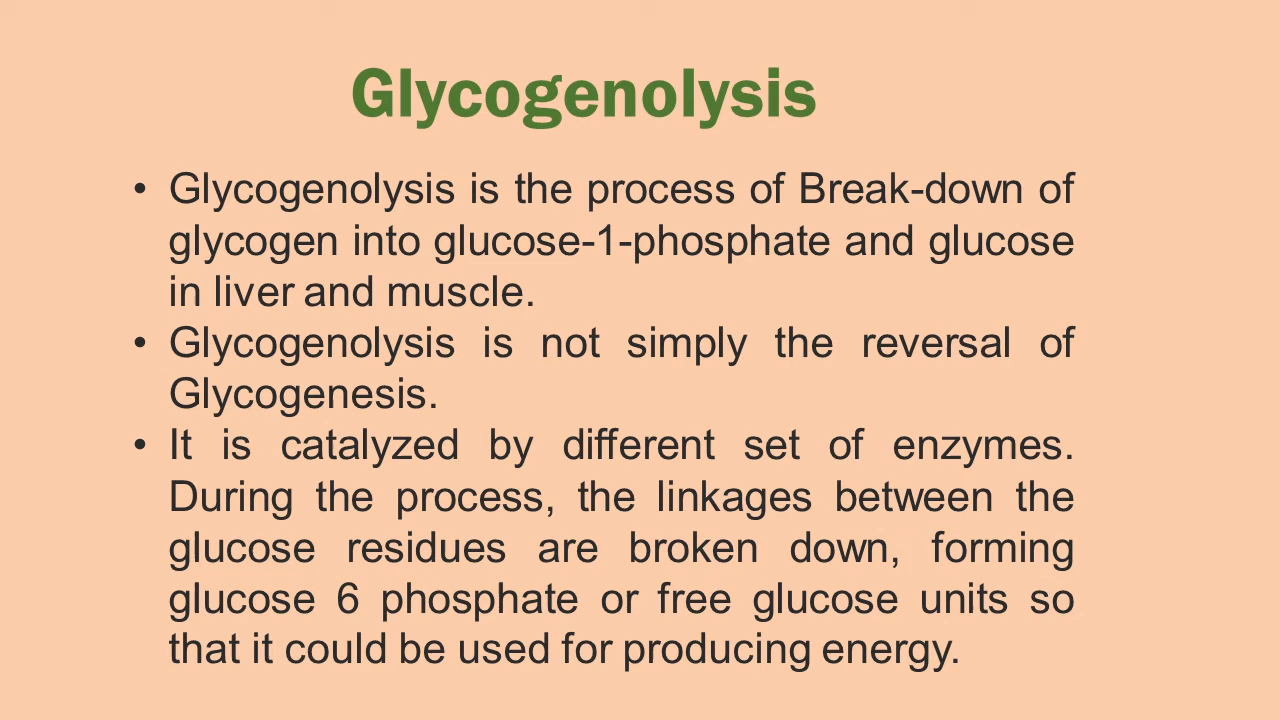 Glycogenolysis
• Glycogenolysis is the process of Break-down of
glycogen into glucose-1-phosphate and glucose
in liver and muscle.
• Glycogenolysis is not simply the reversal of
Glycogenesis.
• It is catalyzed by different set of enzymes.
During the process, the linkages between the
glucose residues are broken down, forming
glucose 6 phosphate or free glucose units so
that it could be used for producing energy.